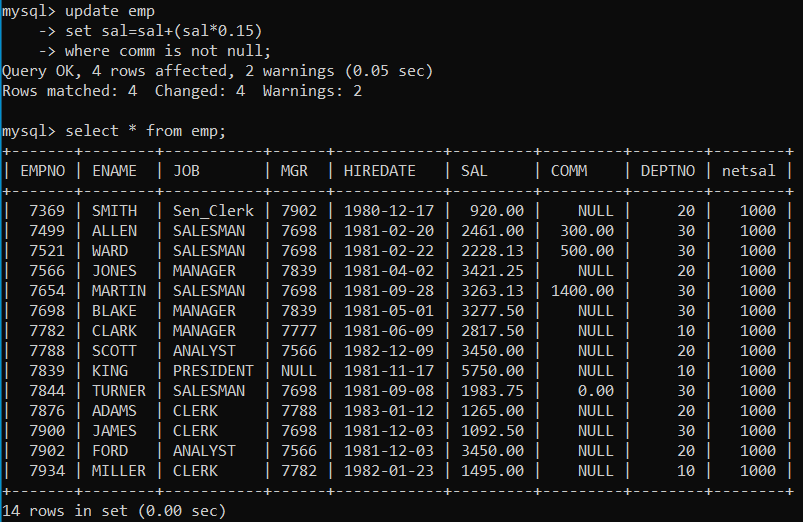 mysql> update emp
    -> set sal=sal+(sal*0.15)
    -> where comm is not null;
Query OK, 4 rows affected, 2 warnings (0.05 sec)
Rows matched: 4  Changed: 4  Warnings: 2

mysql> select * from emp;
+-------+--------+-----------+------+------------+---------+---------+--------+--------+
| EMPNO | ENAME  | JOB       | MGR  | HIREDATE   | SAL     | COMM    | DEPTNO | netsal |
+-------+--------+-----------+------+------------+---------+---------+--------+--------+
|  7369 | SMITH  | Sen_Clerk | 7902 | 1980-12-17 |  920.00 |    NULL |     20 |   1000 |
|  7499 | ALLEN  | SALESMAN  | 7698 | 1981-02-20 | 2461.00 |  300.00 |     30 |   1000 |
|  7521 | WARD   | SALESMAN  | 7698 | 1981-02-22 | 2228.13 |  500.00 |     30 |   1000 |
|  7566 | JONES  | MANAGER   | 7839 | 1981-04-02 | 3421.25 |    NULL |     20 |   1000 |
|  7654 | MARTIN | SALESMAN  | 7698 | 1981-09-28 | 3263.13 | 1400.00 |     30 |   1000 |
|  7698 | BLAKE  | MANAGER   | 7839 | 1981-05-01 | 3277.50 |    NULL |     30 |   1000 |
|  7782 | CLARK  | MANAGER   | 7777 | 1981-06-09 | 2817.50 |    NULL |     10 |   1000 |
|  7788 | SCOTT  | ANALYST   | 7566 | 1982-12-09 | 3450.00 |    NULL |     20 |   1000 |
|  7839 | KING   | PRESIDENT | NULL | 1981-11-17 | 5750.00 |    NULL |     10 |   1000 |
|  7844 | TURNER | SALESMAN  | 7698 | 1981-09-08 | 1983.75 |    0.00 |     30 |   1000 |
|  7876 | ADAMS  | CLERK     | 7788 | 1983-01-12 | 1265.00 |    NULL |     20 |   1000 |
|  7900 | JAMES  | CLERK     | 7698 | 1981-12-03 | 1092.50 |    NULL |     30 |   1000 |
|  7902 | FORD   | ANALYST   | 7566 | 1981-12-03 | 3450.00 |    NULL |     20 |   1000 |
|  7934 | MILLER | CLERK     | 7782 | 1982-01-23 | 1495.00 |    NULL |     10 |   1000 |
+-------+--------+-----------+------+------------+---------+---------+--------+--------+
14 rows in set (0.00 sec)